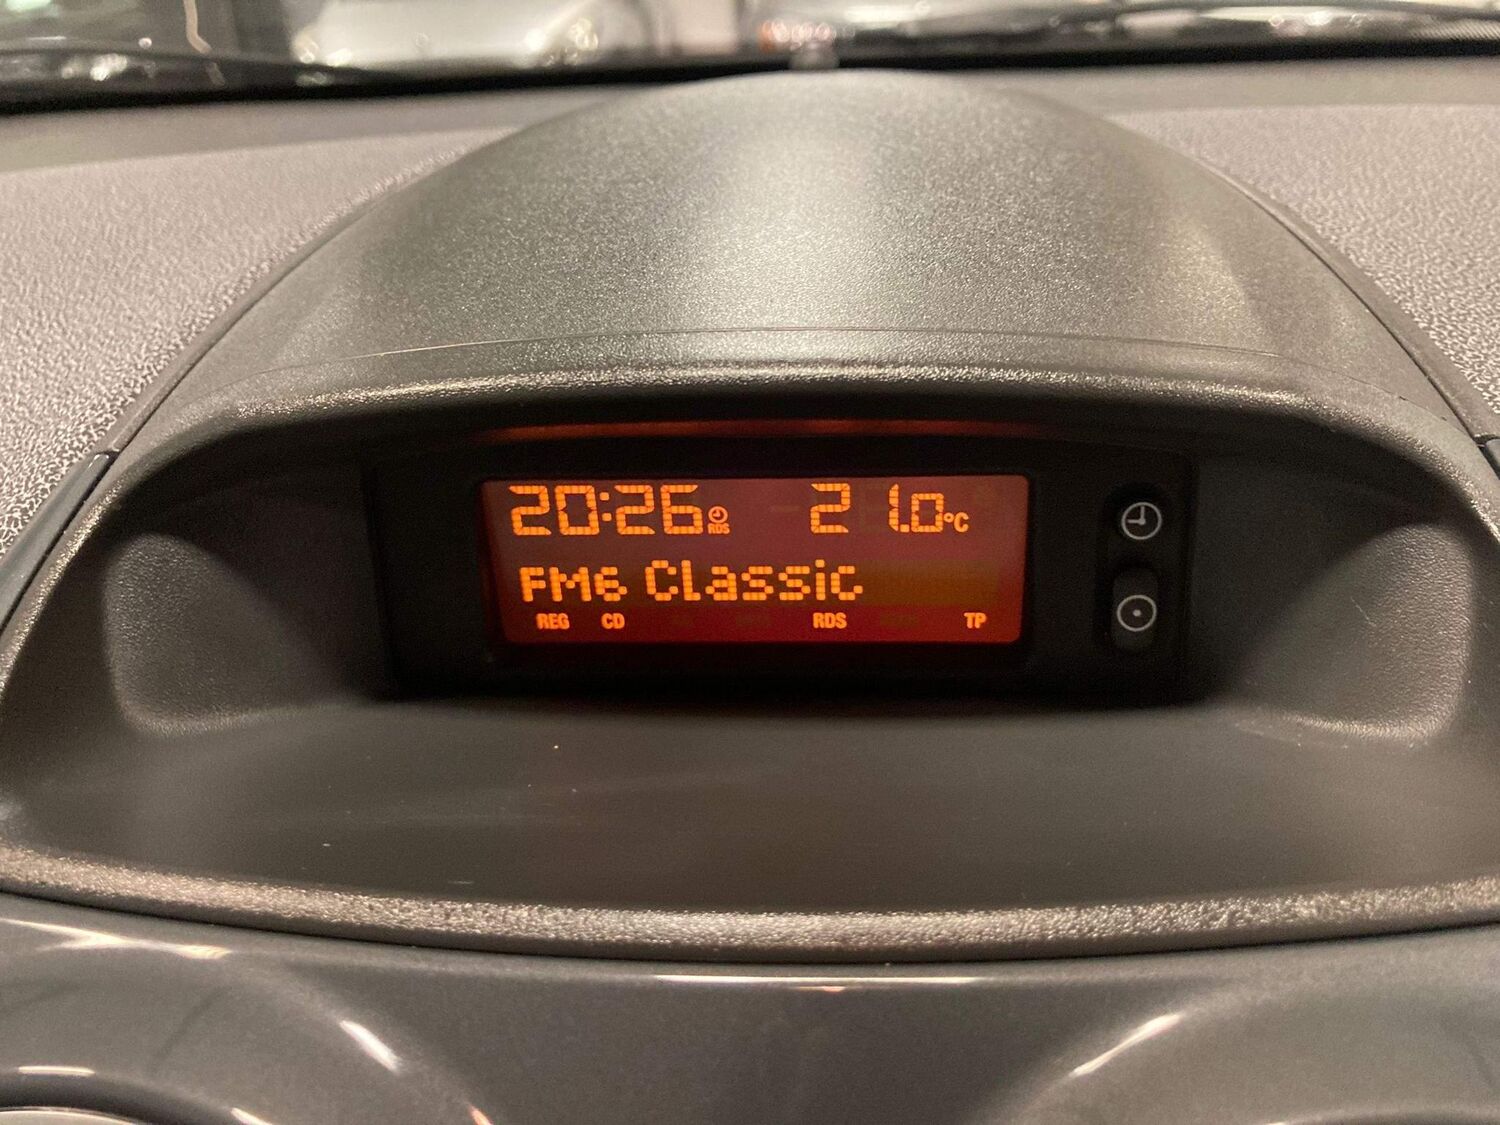 20:26 RDS 21.0°C
FM6 Classic
REG CD RDS TP